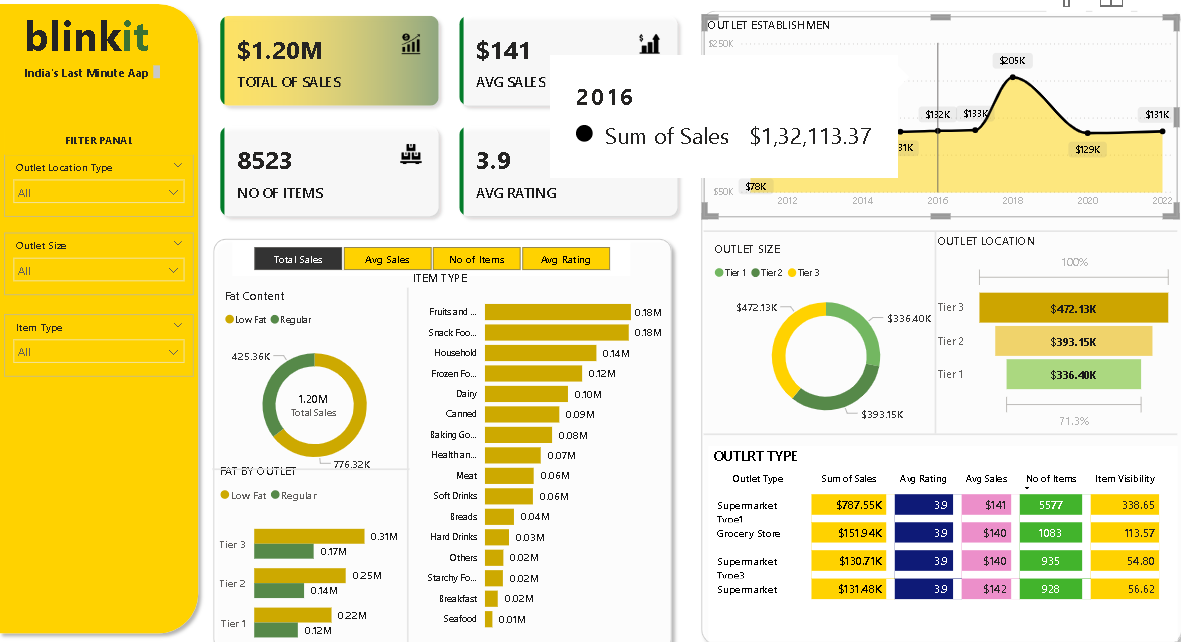 blinkit
India's Last Minute Aap
FILTER PANAL
Outlet Location Type
All
Outlet Size
All
Item Type
All
$1.20M
TOTAL OF SALES
$141
AVG SALES
8523
NO OF ITEMS
3.9
AVG RATING
2016
Sum of Sales $1,32,113.37
OUTLET ESTABLISHMEN
$250K
$50K
$78K
31K
$132K
$133K
$205K
$129K
$131K
2012 2014 2016 2018 2020 2022
Total Sales Avg Sales No of Items Avg Rating
ITEM TYPE
Fat Content
Low Fat Regular
425.36K
1.20M
Total Sales
776.32K
FAT BY OUTLET
Low Fat Regular
Tier 3 0.31M
0.17M
Tier 2 0.25M
0.14M
Tier 1 0.22M
0.12M
Fruits and ... 0.18M
Snack Foo... 0.18M
Household 0.14M
Frozen Fo... 0.12M
Dairy 0.10M
Canned 0.09M
Baking Go... 0.08M
Health an... 0.07M
Meat 0.06M
Soft Drinks 0.06M
Breads 0.04M
Hard Drinks 0.03M
Others 0.02M
Starchy Fo... 0.02M
Breakfast 0.02M
Seafood 0.01M
OUTLET SIZE
Tier 1 Tier 2 Tier 3
$472.13K
$336.40K
$393.15K
OUTLET LOCATION
100%
Tier 3 $472.13K
Tier 2 $393.15K
Tier 1 $336.40K
71.3%
OUTLRT TYPE
Outlet Type Sum of Sales Avg Rating Avg Sales No of Items Item Visibility
Supermarket $787.55K 3.9 $141 5577 338.65
Type1
Grocery Store $151.94K 3.9 $140 1083 113.57
Supermarket $130.71K 3.9 $140 935 54.80
Type3
Supermarket $131.48K 3.9 $142 928 56.62